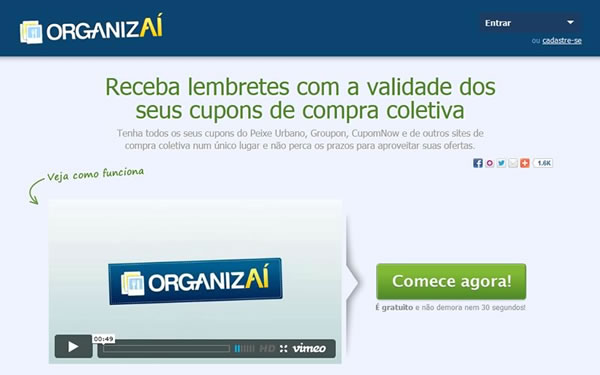 ORGANIZAÍ
Entrar
ou cadastre-se
Receba lembretes com a validade dos
seus cupons de compra coletiva
Tenha todos os seus cupons do Peixe Urbano, Groupon, CupomNow e de outros sites de
compra coletiva num único lugar e não perca os prazos para aproveitar suas ofertas.
1.6K
Veja como funciona
ORGANIZAÍ
Comece agora!
É gratuito e não demora nem 30 segundos!
00:49
HD vimeo